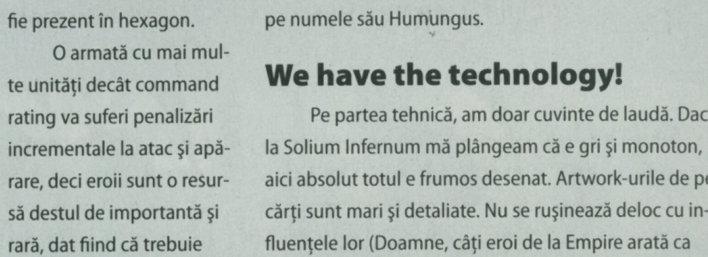 fie prezent în hexagon.
O armată cu mai mul-
te unități decât command
rating va suferi penalizări
incrementale la atac și apă-
rare, deci eroii sunt o resur-
să destul de importantă și
rară, dat fiind că trebuie
pe numele său Humungus.
We have the technology!
Pe partea tehnică, am doar cuvinte de laudă. Dac
la Solium Infernum mă plângeam că e gri și monoton,
aici absolut totul e frumos desenat. Artwork-urile de pe
cărți sunt mari și detaliate. Nu se rușinează deloc cu in-
fluențele lor (Doamne, câți eroi de la Empire arată ca